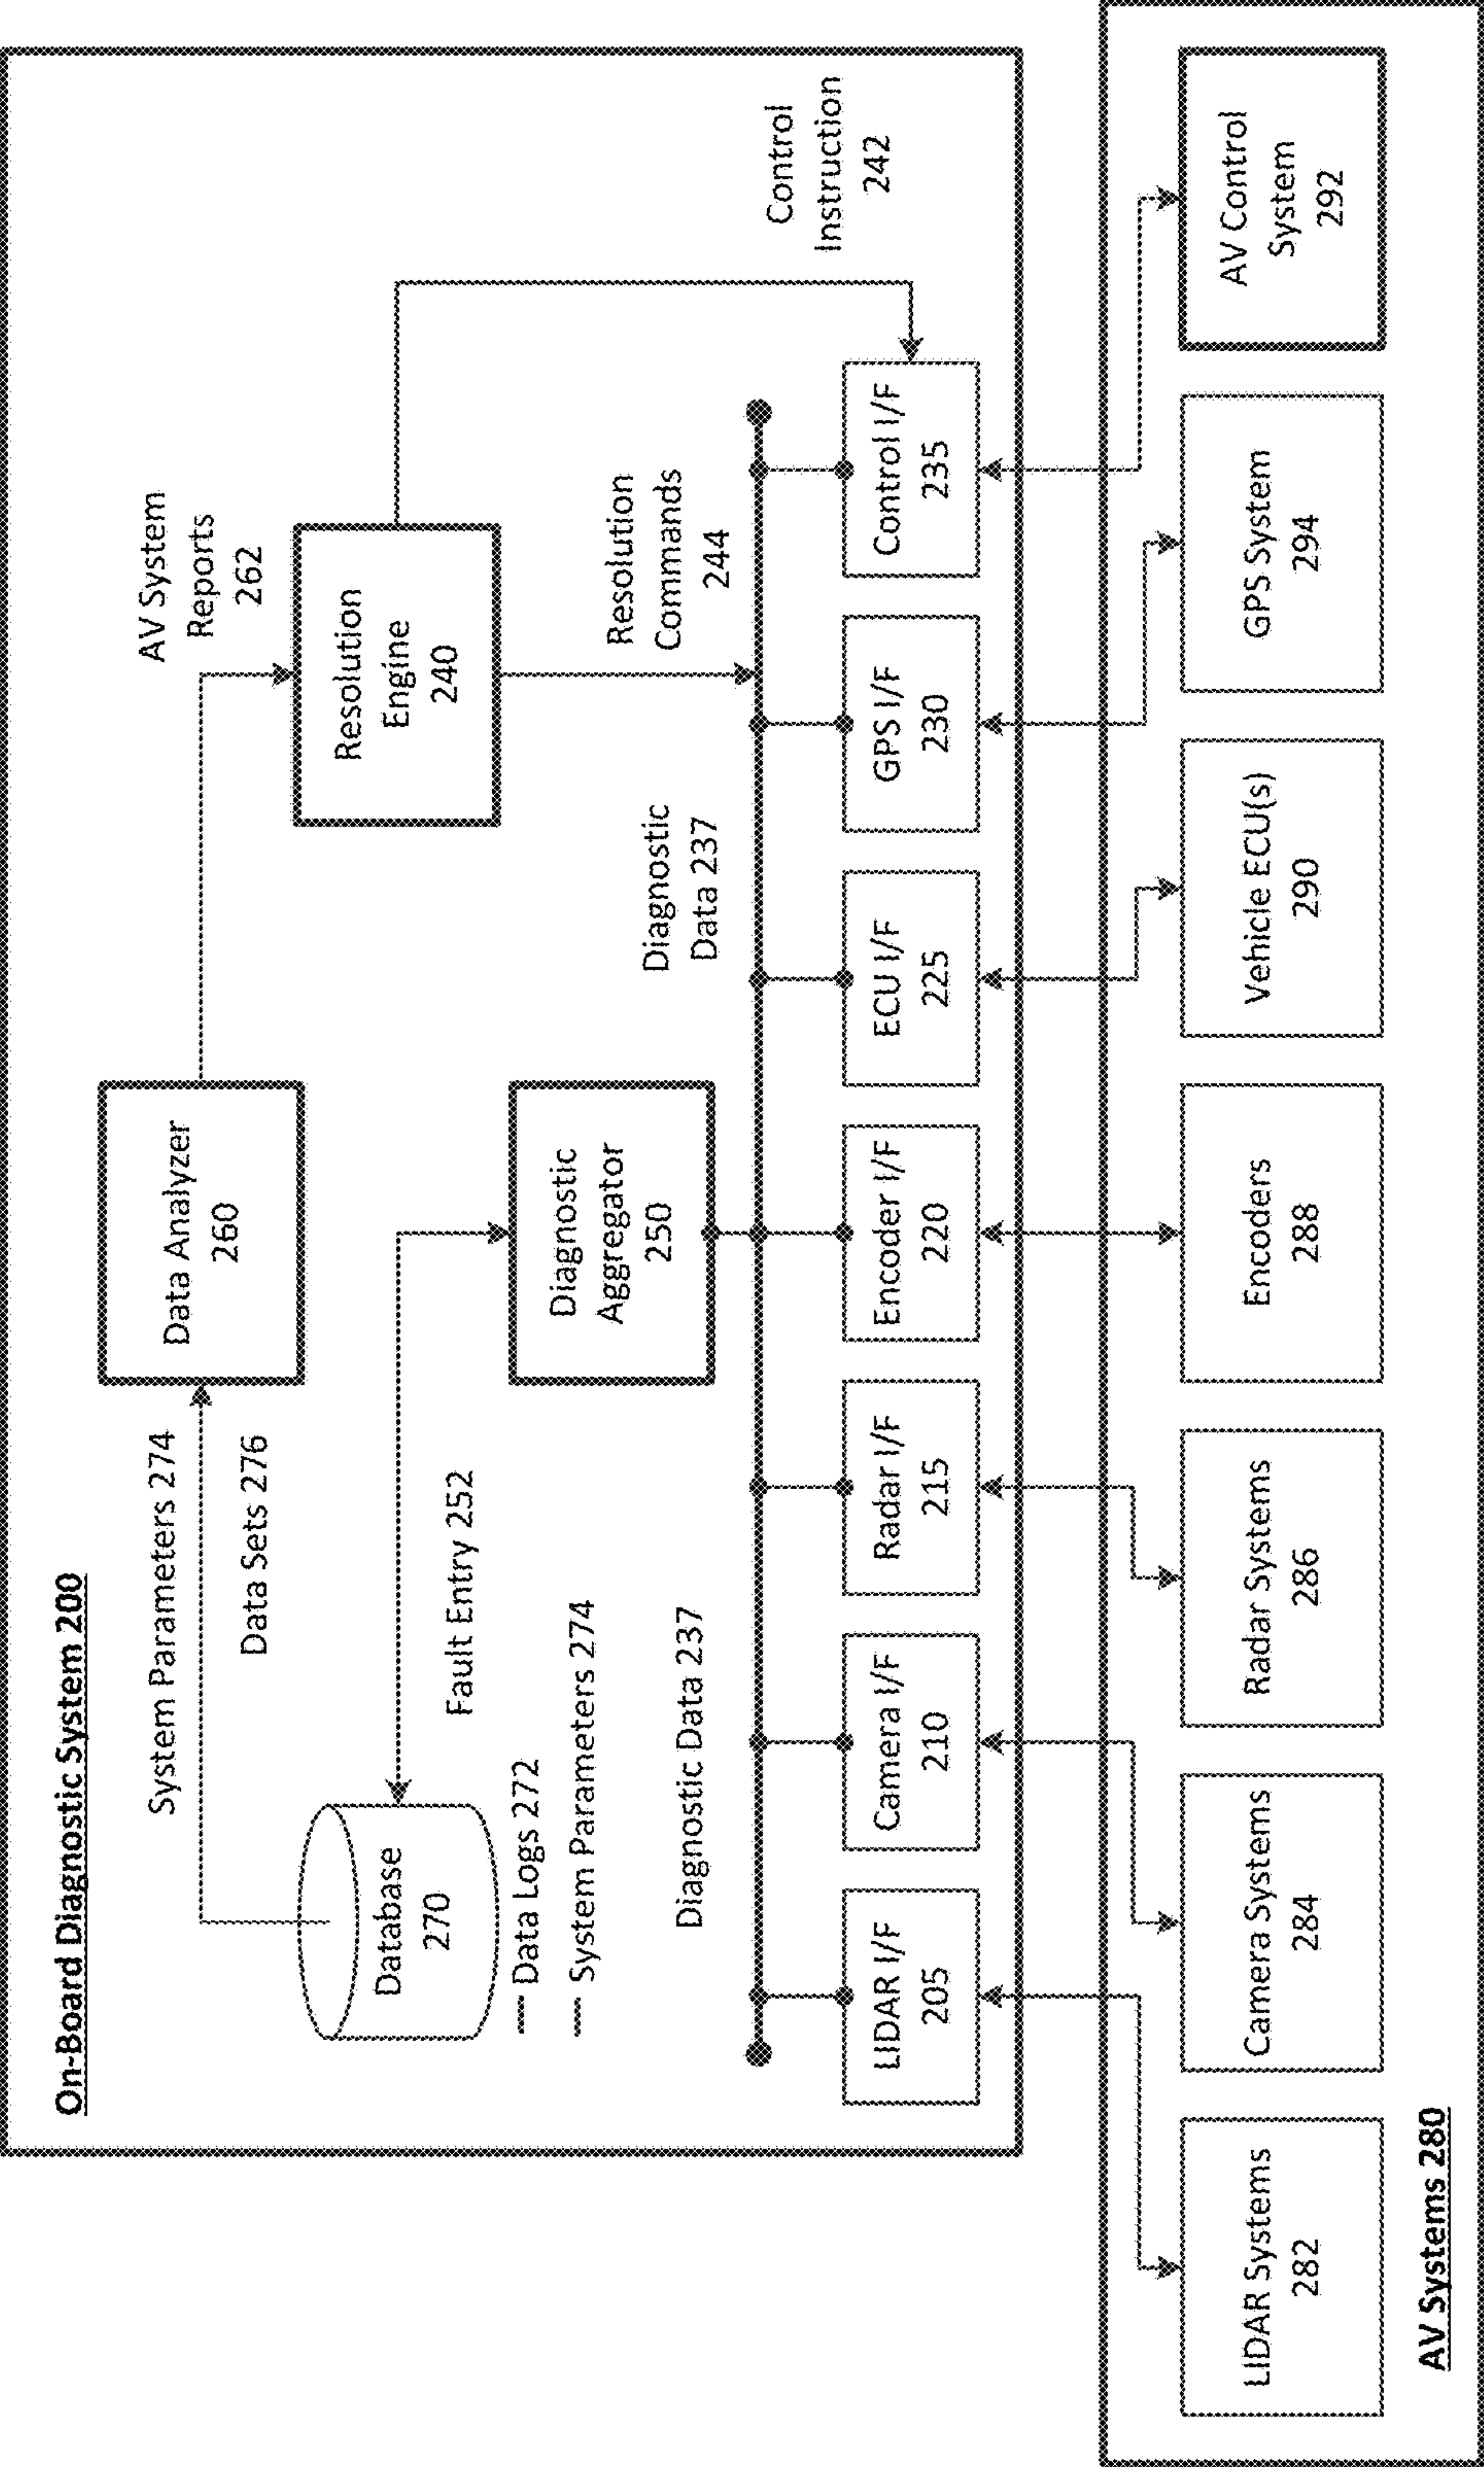 On-Board Diagnostic System 200
System Parameters 274
Data Sets 276
Data Analyzer
260
AV System
Reports
262
Database
270
Data Logs 272
System Parameters 274
Fault Entry 252
Diagnostic
Aggregator
250
Resolution
Engine
240
Resolution
Commands
244
Control
Instruction
242
Diagnostic Data 237
Diagnostic
Data 237
LIDAR I/F
205
Camera I/F
210
Radar I/F
215
Encoder I/F
220
ECU I/F
225
GPS I/F
230
Control I/F
235
LIDAR Systems
282
Camera Systems
284
Radar Systems
286
Encoders
288
Vehicle ECU(s)
290
GPS System
294
AV Control
System
292
AV Systems 280